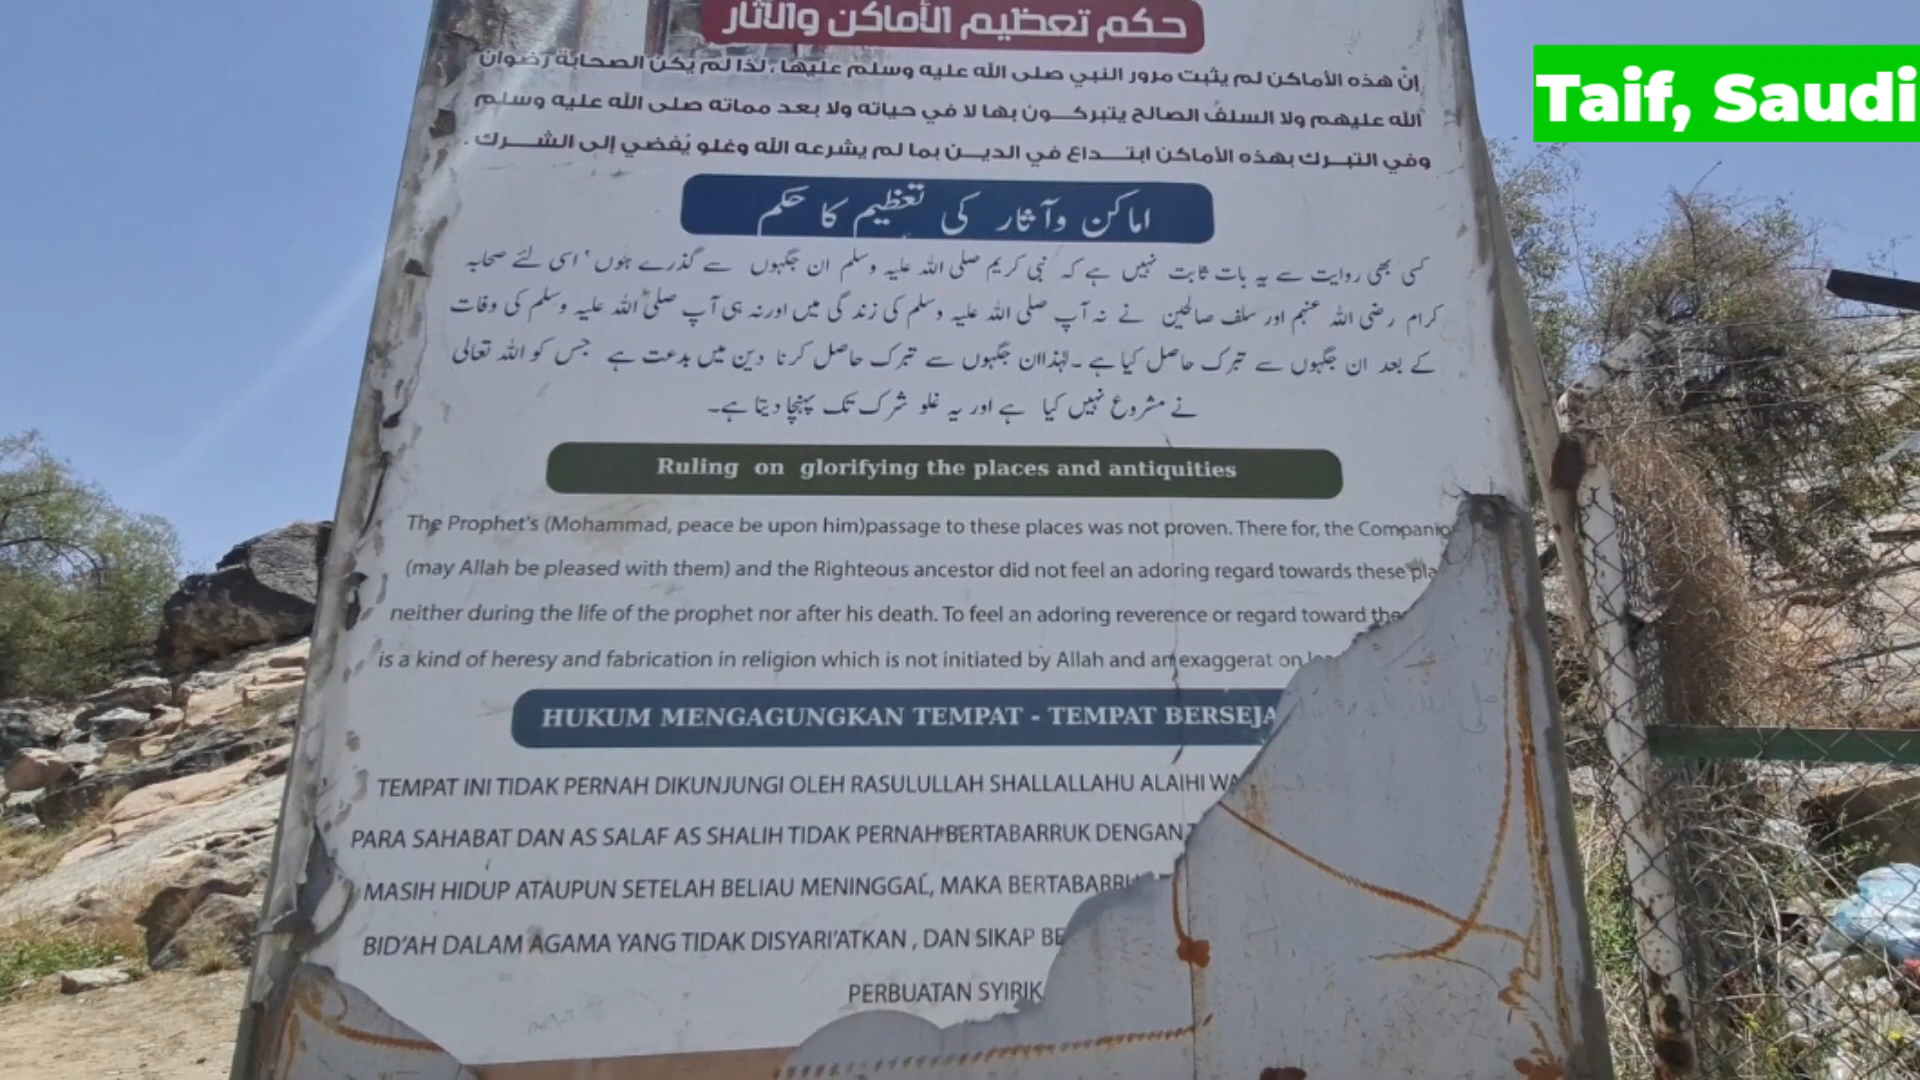 حكم تعظيم الأماكن والآثار
Taif, Saudi
إنّ هذه الأماكن لم يثبت مرور النبي صلى الله عليه وسلم عليها، لذا لم يكن الصحابة رضوان
الله عليهم ولا السلف الصالح يتبركون بها لا في حياته ولا بعد مماته صلى الله عليه وسلم
وفي التبرك بهذه الأماكن ابتداع في الدين بما لم يشرعه الله وغلو يُفضي إلى الشرك .
اماکن وآثار کی تعظیم کا حکم
کسی بھی روایت سے یہ بات ثابت نہیں ہے کہ نبی کریم صلی اللہ علیہ وسلم ان جگہوں سے گذرے ہوں ' اسی لئے صحابہ
کرام رضی اللہ عنہم اور سلف صالحین نے نہ آپ صلی اللہ علیہ وسلم کی زندگی میں اور نہ ہی آپ صلی اللہ علیہ وسلم کی وفات
کے بعد ان جگہوں سے تبرک حاصل کیا ہے ۔ لہٰذا ان جگہوں سے تبرک حاصل کرنا دین میں بدعت ہے جس کو اللہ تعالی
نے مشروع نہیں کیا ہے اور یہ غلو شرک تک پہنچا دیتا ہے۔
Ruling on glorifying the places and antiquities
The Prophet's (Mohammad, peace be upon him)passage to these places was not proven. There for, the Companio
(may Allah be pleased with them) and the Righteous ancestor did not feel an adoring regard towards these pla
neither during the life of the prophet nor after his death. To feel an adoring reverence or regard toward the
is a kind of heresy and fabrication in religion which is not initiated by Allah and an exaggerat on
HUKUM MENGAGUNGKAN TEMPAT - TEMPAT BERSEJA
TEMPAT INI TIDAK PERNAH DIKUNJUNGI OLEH RASULULLAH SHALLALLAHU ALAIHI WA
PARA SAHABAT DAN AS SALAF AS SHALIH TIDAK PERNAH BERTABARRUK DENGAN
MASIH HIDUP ATAUPUN SETELAH BELIAU MENINGGAL, MAKA BERTABARRU
BID'AH DALAM AGAMA YANG TIDAK DISYARI'ATKAN , DAN SIKAP BE
PERBUATAN SYIRIK